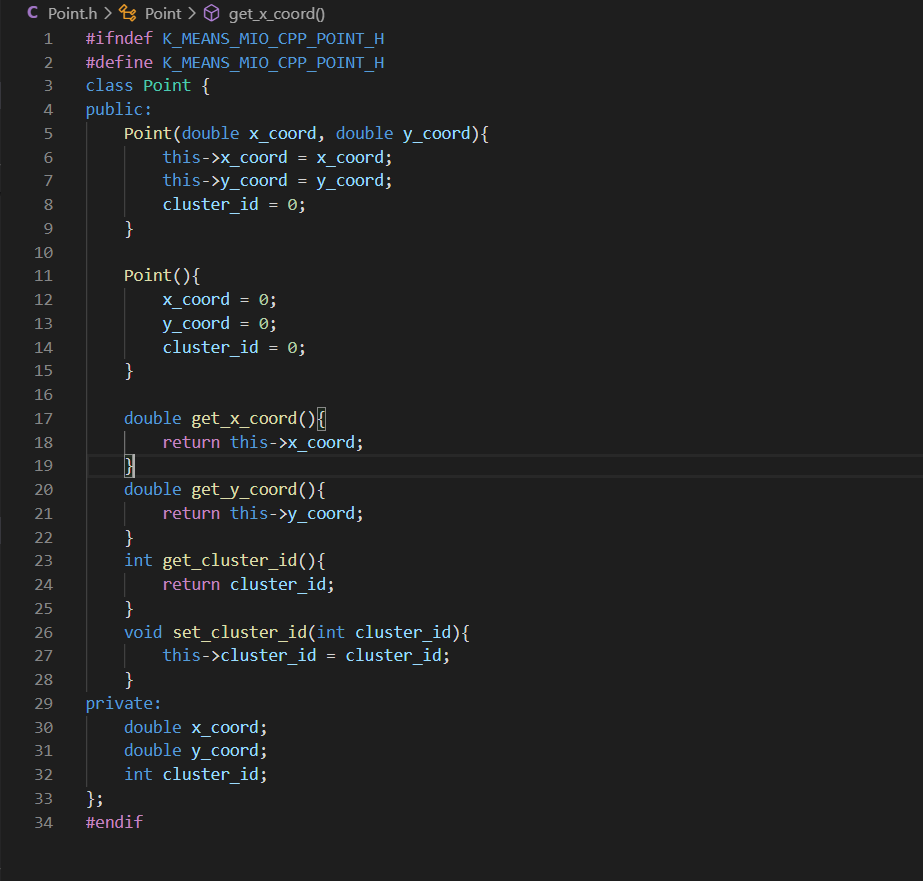 Point.h > Point > get_x_coord()
1 #ifndef K_MEANS_MIO_CPP_POINT_H
2 #define K_MEANS_MIO_CPP_POINT_H
3 class Point {
4 public:
5     Point(double x_coord, double y_coord){
6         this->x_coord = x_coord;
7         this->y_coord = y_coord;
8         cluster_id = 0;
9     }
10
11     Point(){
12         x_coord = 0;
13         y_coord = 0;
14         cluster_id = 0;
15     }
16
17     double get_x_coord(){
18         return this->x_coord;
19     }
20     double get_y_coord(){
21         return this->y_coord;
22     }
23     int get_cluster_id(){
24         return cluster_id;
25     }
26     void set_cluster_id(int cluster_id){
27         this->cluster_id = cluster_id;
28     }
29 private:
30     double x_coord;
31     double y_coord;
32     int cluster_id;
33 };
34 #endif